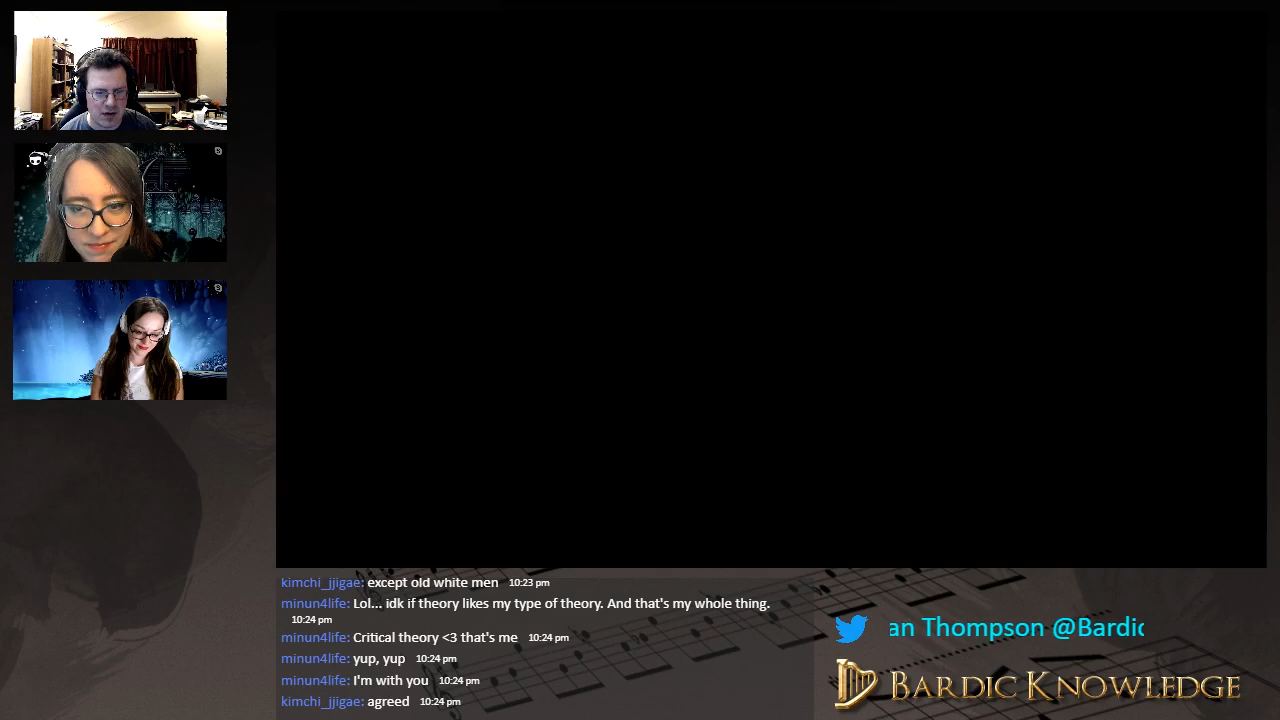 kimchi_jjigae: except old white men 10:23 pm
minun4life: Lol... idk if theory likes my type of theory. And that's my whole thing.
10:24 pm
minun4life: Critical theory <3 that's me 10:24 pm
minun4life: yup, yup 10:24 pm
minun4life: I'm with you 10:24 pm
kimchi_jjigae: agreed 10:24 pm
an Thompson @Bardic
BARDIC KNOWLEDGE